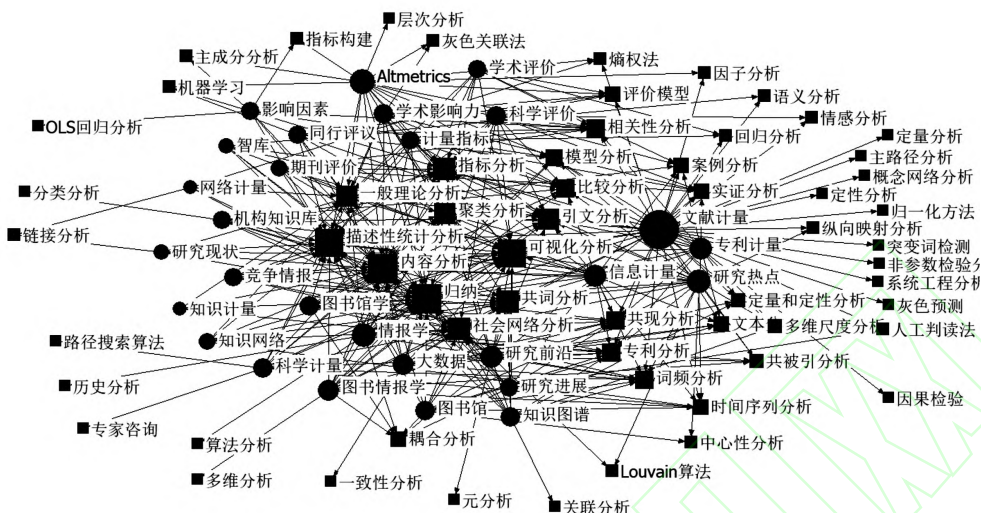 层次分析
指标构建
灰色关联法
主成分分析
学术评价
熵权法
因子分析
Altmetrics
机器学习
评价模型
语义分析
影响因素
学术影响力
科学评价
情感分析
OLS回归分析
同行评议
计量指标
相关性分析
回归分析
定量分析
智库
模型分析
案例分析
主路径分析
期刊评价
指标分析
概念网络分析
网络计量
一般理论分析
比较分析
实证分析
定性分析
分类分析
聚类分析
归一化方法
机构知识库
引文分析
文献计量
纵向映射分析
链接分析
描述性统计分析
可视化分析
专利计量
突变词检测
研究现状
内容分析
信息计量
非参数检验分
竞争情报
研究热点
系统工程分析
归纳
定量和定性分析
灰色预测
知识计量
图书馆学
共词分析
共现分析
文本
多维尺度分析
人工判读法
路径搜索算法
知识网络
情报学
社会网络分析
专利分析
科学计量
大数据
研究前沿
共被引分析
历史分析
图书情报学
研究进展
词频分析
因果检验
专家咨询
图书馆
知识图谱
时间序列分析
算法分析
耦合分析
中心性分析
多维分析
一致性分析
Louvain算法
元分析
关联分析